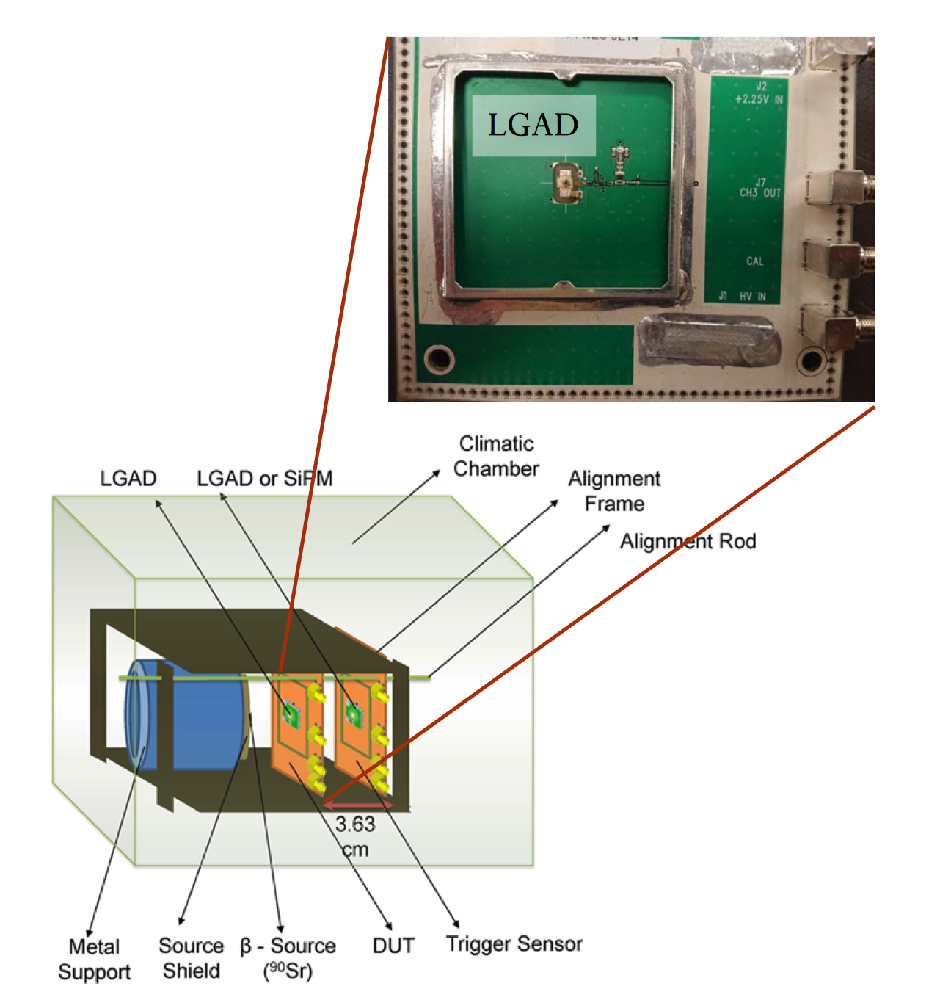 LGAD
J2
+2.25V IN
J7
CH3 OUT
CAL
J1 HV IN
Climatic
Chamber
LGAD
LGAD or SiPM
Alignment
Frame
Alignment Rod
3.63
cm
Metal
Support
Source
Shield
β - Source
(⁹⁰Sr)
DUT
Trigger Sensor